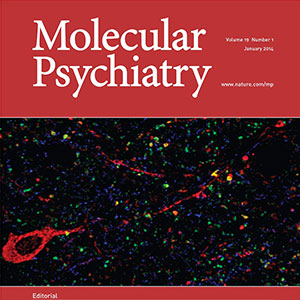 Molecular
Psychiatry
Volume 19 Number 1
January 2014
www.nature.com/mp
Editorial